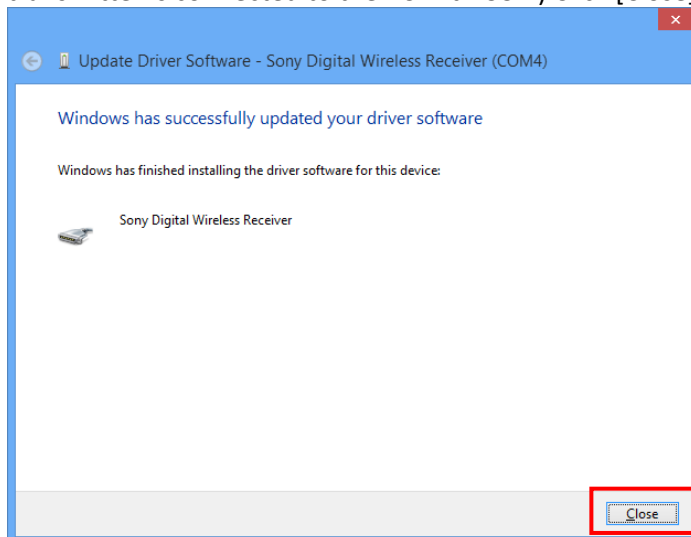 Update Driver Software - Sony Digital Wireless Receiver (COM4)
Windows has successfully updated your driver software
Windows has finished installing the driver software for this device:
Sony Digital Wireless Receiver
Close